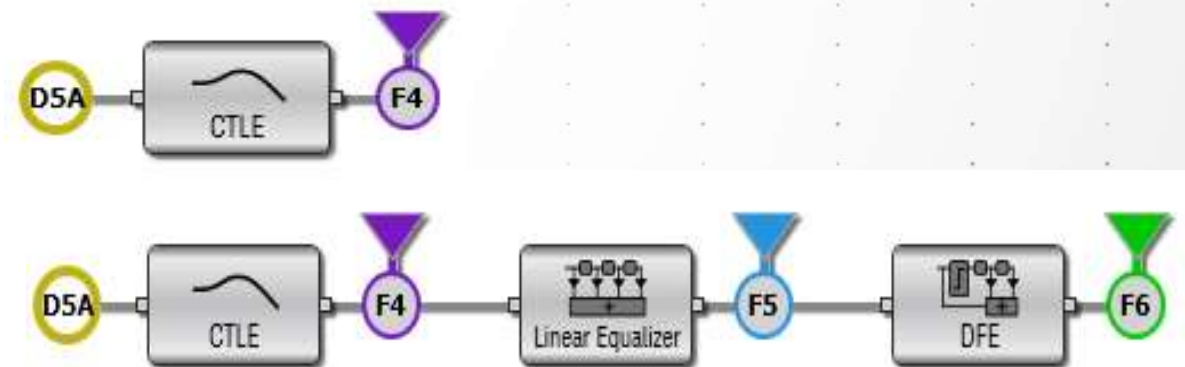 D5A CTLE F4
D5A CTLE F4 Linear Equalizer F5 DFE F6